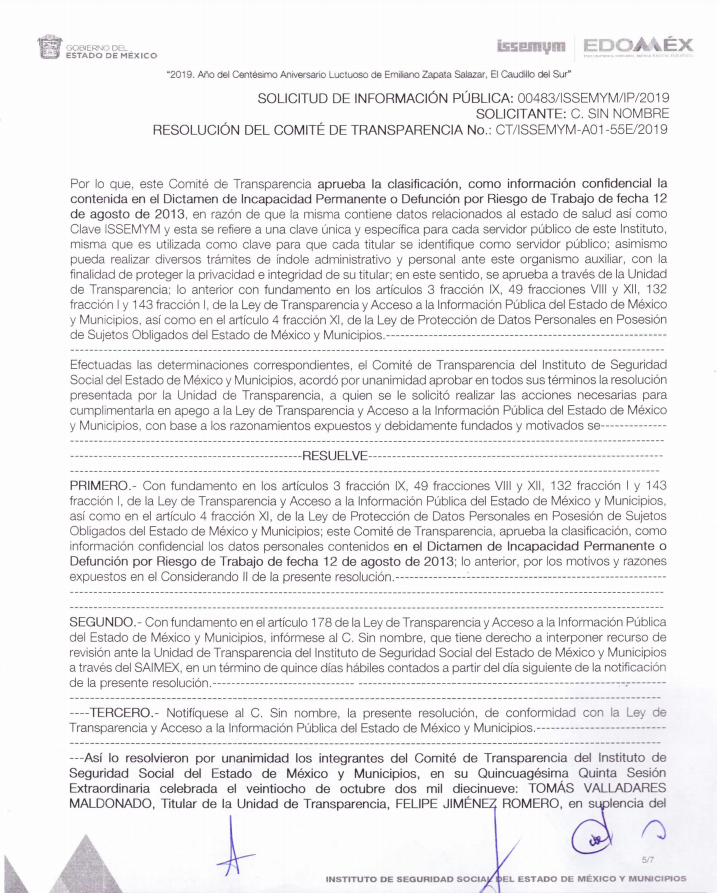 GOBIERNO DEL
ESTADO DE MÉXICO
issemym
EDOMÉX
"2019. Año del Centésimo Aniversario Luctuoso de Emiliano Zapata Salazar, El Caudillo del Sur"
SOLICITUD DE INFORMACIÓN PÚBLICA: 00483/ISSEMYM/IP/2019
SOLICITANTE: C. SIN NOMBRE
RESOLUCIÓN DEL COMITÉ DE TRANSPARENCIA No.: CT/ISSEMYM-A01-55E/2019
Por lo que, este Comité de Transparencia aprueba la clasificación, como información confidencial la
contenida en el Dictamen de Incapacidad Permanente o Defunción por Riesgo de Trabajo de fecha 12
de agosto de 2013, en razón de que la misma contiene datos relacionados al estado de salud así como
Clave ISSEMYM y esta se refiere a una clave única y específica para cada servidor público de este Instituto,
misma que es utilizada como clave para que cada titular se identifique como servidor público; asimismo
pueda realizar diversos trámites de índole administrativo y personal ante este organismo auxiliar, con la
finalidad de proteger la privacidad e integridad de su titular; en este sentido, se aprueba a través de la Unidad
de Transparencia; lo anterior con fundamento en los artículos 3 fracción IX, 49 fracciones VIII y XII, 132
fracción I y 143 fracción I, de la Ley de Transparencia y Acceso a la Información Pública del Estado de México
y Municipios, así como en el artículo 4 fracción XI, de la Ley de Protección de Datos Personales en Posesión
de Sujetos Obligados del Estado de México y Municipios.----------------------------------------------------------
Efectuadas las determinaciones correspondientes, el Comité de Transparencia del Instituto de Seguridad
Social del Estado de México y Municipios, acordó por unanimidad aprobar en todos sus términos la resolución
presentada por la Unidad de Transparencia, a quien se le solicitó realizar las acciones necesarias para
cumplimentarla en apego a la Ley de Transparencia y Acceso a la Información Pública del Estado de México
y Municipios, con base a los razonamientos expuestos y debidamente fundados y motivados se-------------
-----------------------------------------------RESUELVE------------------------------------------------------------
PRIMERO.- Con fundamento en los artículos 3 fracción IX, 49 fracciones VIII y XII, 132 fracción I y 143
fracción I, de la Ley de Transparencia y Acceso a la Información Pública del Estado de México y Municipios,
así como en el artículo 4 fracción XI, de la Ley de Protección de Datos Personales en Posesión de Sujetos
Obligados del Estado de México y Municipios; este Comité de Transparencia, aprueba la clasificación, como
información confidencial los datos personales contenidos en el Dictamen de Incapacidad Permanente o
Defunción por Riesgo de Trabajo de fecha 12 de agosto de 2013; lo anterior, por los motivos y razones
expuestos en el Considerando II de la presente resolución.-------------------------------------------------------
SEGUNDO.- Con fundamento en el artículo 178 de la Ley de Transparencia y Acceso a la Información Pública
del Estado de México y Municipios, infórmese al C. Sin nombre, que tiene derecho a interponer recurso de
revisión ante la Unidad de Transparencia del Instituto de Seguridad Social del Estado de México y Municipios
a través del SAIMEX, en un término de quince días hábiles contados a partir del día siguiente de la notificación
de la presente resolución.----------------------------- ---------------------------------------------------------------
----TERCERO.- Notifíquese al C. Sin nombre, la presente resolución, de conformidad con la Ley de
Transparencia y Acceso a la Información Pública del Estado de México y Municipios.--------------------------
---Así lo resolvieron por unanimidad los integrantes del Comité de Transparencia del Instituto de
Seguridad Social del Estado de México y Municipios, en su Quincuagésima Quinta Sesión
Extraordinaria celebrada el veintiocho de octubre dos mil diecinueve: TOMÁS VALLADARES
MALDONADO, Titular de la Unidad de Transparencia, FELIPE JIMÉNEZ ROMERO, en suplencia del
5/7
INSTITUTO DE SEGURIDAD SOCIAL DEL ESTADO DE MÉXICO Y MUNICIPIOS